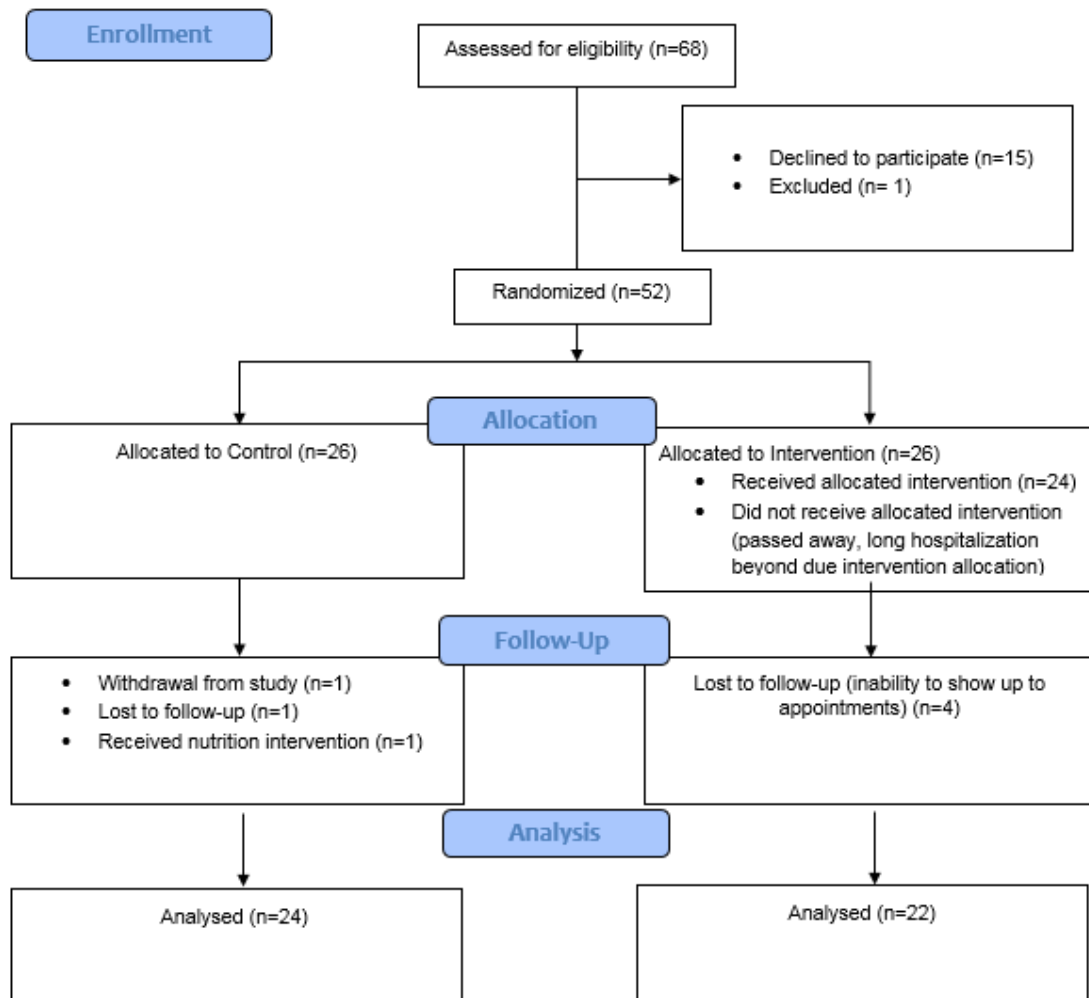 Enrollment
Assessed for eligibility (n=68)
• Declined to participate (n=15)
• Excluded (n= 1)
Randomized (n=52)
Allocation
Allocated to Control (n=26)
Allocated to Intervention (n=26)
• Received allocated intervention (n=24)
• Did not receive allocated intervention
(passed away, long hospitalization
beyond due intervention allocation)
Follow-Up
• Withdrawal from study (n=1)
• Lost to follow-up (n=1)
• Received nutrition intervention (n=1)
Lost to follow-up (inability to show up to
appointments) (n=4)
Analysis
Analysed (n=24)
Analysed (n=22)